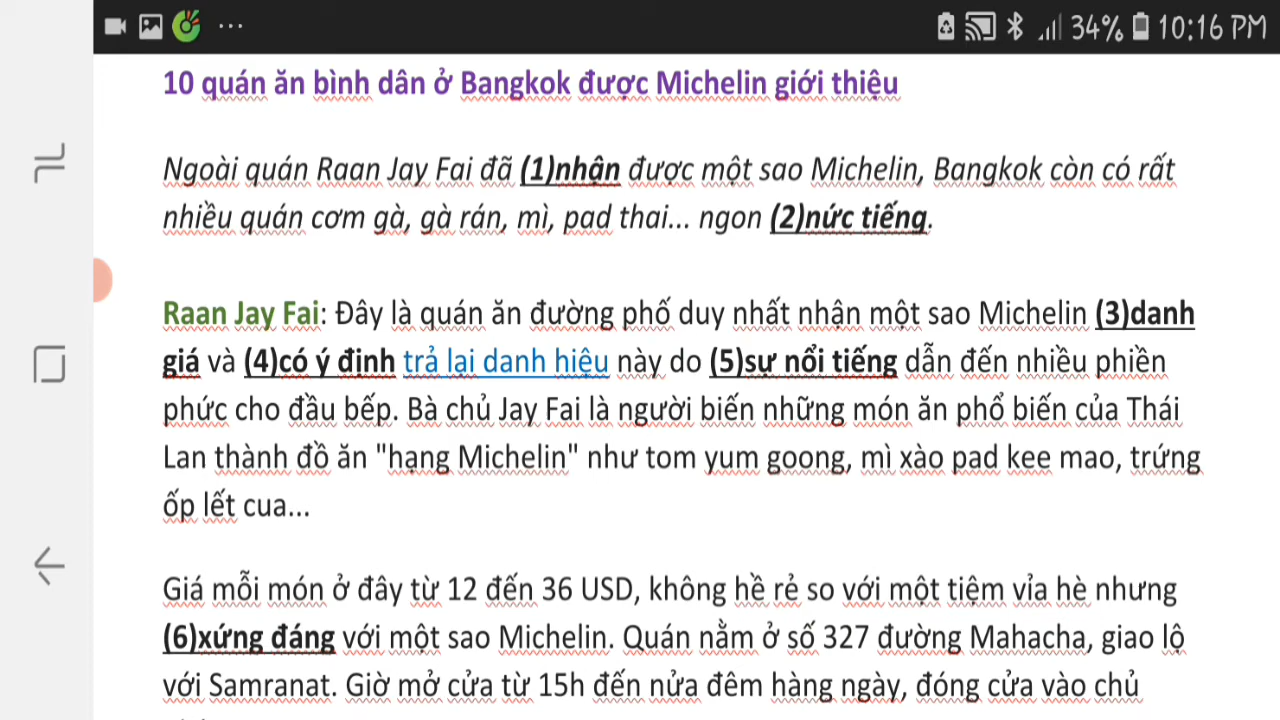 34% 10:16 PM
10 quán ăn bình dân ở Bangkok được Michelin giới thiệu
Ngoài quán Raan Jay Fai đã (1)nhận được một sao Michelin, Bangkok còn có rất
nhiều quán cơm gà, gà rán, mì, pad thai... ngon (2)nức tiếng.
Raan Jay Fai: Đây là quán ăn đường phố duy nhất nhận một sao Michelin (3)danh
giá và (4)có ý định trả lại danh hiệu này do (5)sự nổi tiếng dẫn đến nhiều phiền
phức cho đầu bếp. Bà chủ Jay Fai là người biến những món ăn phổ biến của Thái
Lan thành đồ ăn "hạng Michelin" như tom yum goong, mì xào pad kee mao, trứng
ốp lết cua...
Giá mỗi món ở đây từ 12 đến 36 USD, không hề rẻ so với một tiệm vỉa hè nhưng
(6)xứng đáng với một sao Michelin. Quán nằm ở số 327 đường Mahacha, giao lộ
với Samranat. Giờ mở cửa từ 15h đến nửa đêm hàng ngày, đóng cửa vào chủ